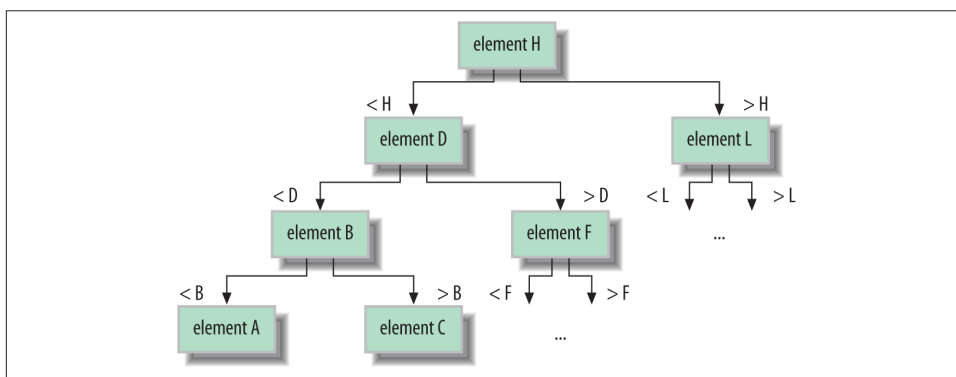 element H
< H
> H
element D
element L
< D
> D
< L
> L
element B
element F
...
< B
> B
< F
> F
element A
element C
...